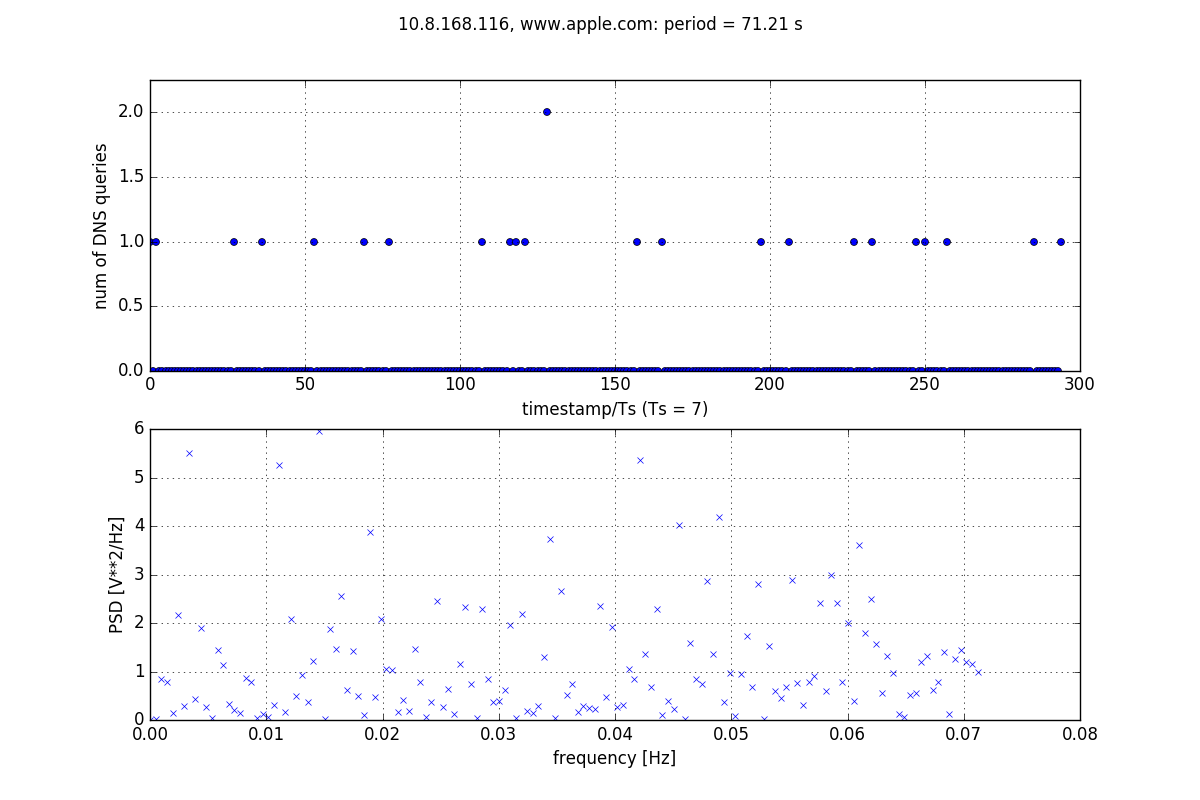 10.8.168.116, www.apple.com: period = 71.21 s
num of DNS queries
2.0
1.5
1.0
0.5
0.0
0 50 100 150 200 250 300
timestamp/Ts (Ts = 7)
PSD [V**2/Hz]
6
5
4
3
2
1
0
0.00 0.01 0.02 0.03 0.04 0.05 0.06 0.07 0.08
frequency [Hz]